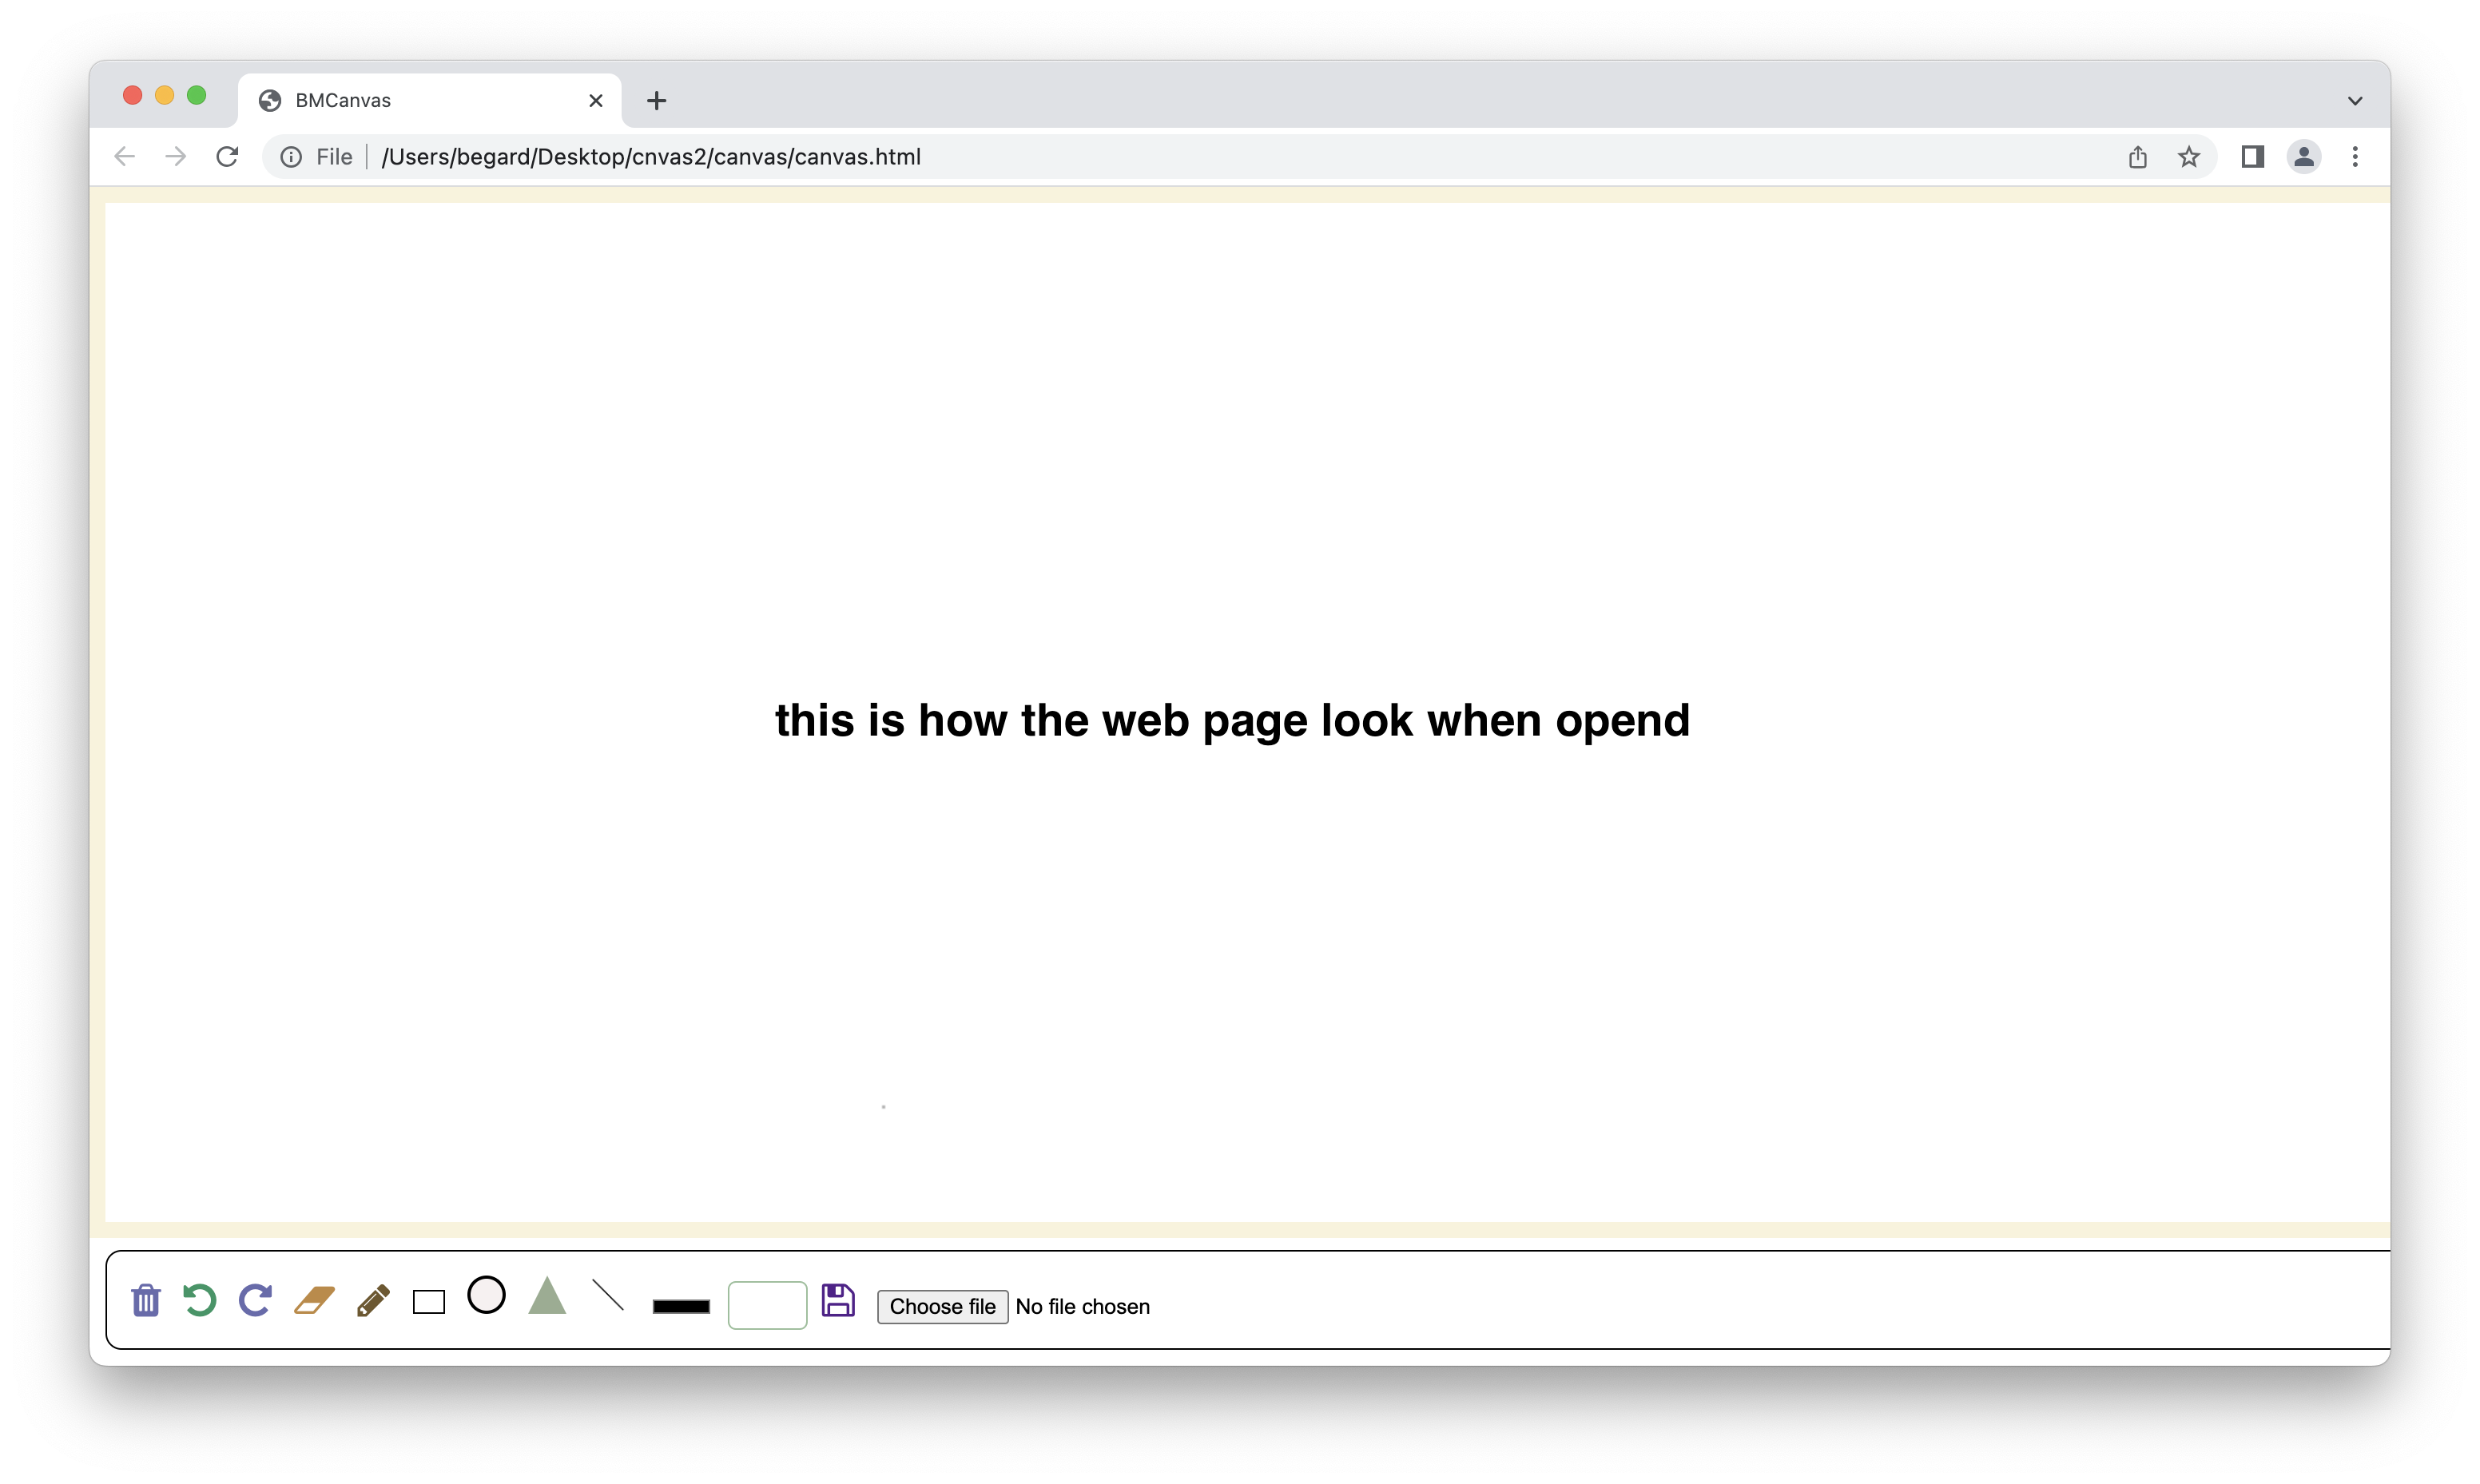 BMCanvas
File
/Users/begard/Desktop/cnvas2/canvas/canvas.html
this is how the web page look when opend
Choose file No file chosen